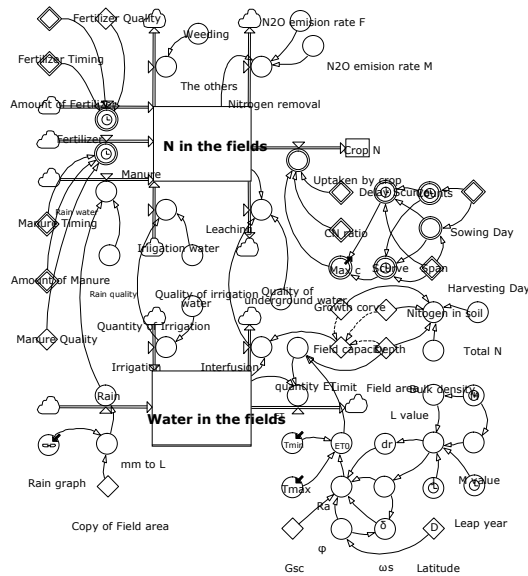 Fertilizer Quality
N2O emision rate F
Weeding
Fertilizer Timing
N2O emision rate M
The others
Amount of Fertilizer
Nitrogen removal
Fertilizer
N in the fields
Crop N
Manure
Uptaken by crop
Delay Scurve
counts
Rain water
Manure Timing
Leaching
CN ratio
Sowing Day
Irriigation water
Max c
Scurve
Span
Amount of Manure
Rain quality
Quality of irrigation water
Quality of underground water
Harvesting Day
Growth corve
Nitogen in soil
Quantity of Irrigation
Manure Quality
Field capacity
Depth
Total N
Irrigation
Interfusion
quantity ET
Limit
Field area
Bulk density
Rain
M
Water in the fields
ET
L value
mm to L
Tmin
ET0
dr
Rain graph
Tmax
L
M value
Ra
Copy of Field area
δ
D
Leap year
φ
Gsc
ωs
Latitude